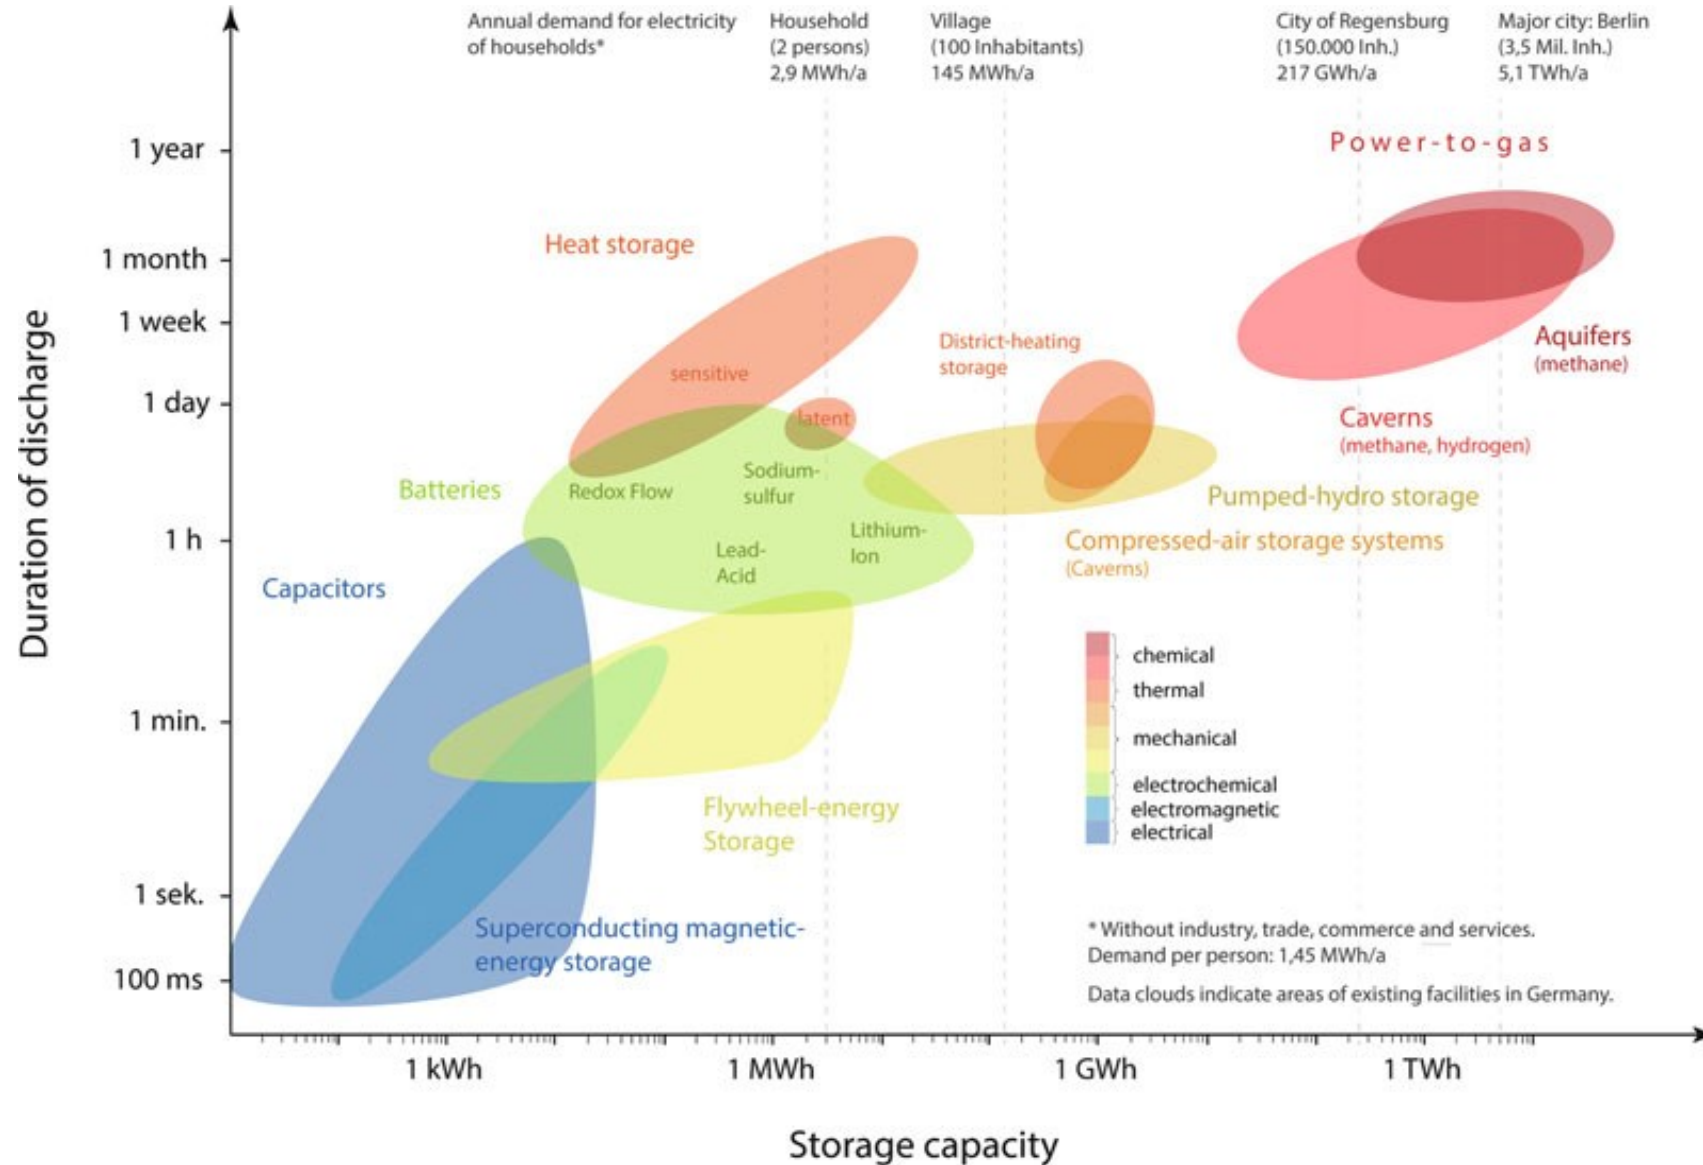 Annual demand for electricity
of households*
Household
(2 persons)
2,9 MWh/a
Village
(100 Inhabitants)
145 MWh/a
City of Regensburg
(150.000 Inh.)
217 GWh/a
Major city: Berlin
(3,5 Mil. Inh.)
5,1 TWh/a
Duration of discharge
1 year
1 month
1 week
1 day
1 h
1 min.
1 sek.
100 ms
Power-to-gas
Heat storage
sensitive
latent
District-heating
storage
Aquifers
(methane)
Caverns
(methane, hydrogen)
Batteries
Redox Flow
Sodium-
sulfur
Lead-
Acid
Lithium-
Ion
Pumped-hydro storage
Compressed-air storage systems
(Caverns)
Capacitors
Flywheel-energy
Storage
Superconducting magnetic-
energy storage
chemical
thermal
mechanical
electrochemical
electromagnetic
electrical
* Without industry, trade, commerce and services.
Demand per person: 1,45 MWh/a
Data clouds indicate areas of existing facilities in Germany.
1 kWh
1 MWh
1 GWh
1 TWh
Storage capacity